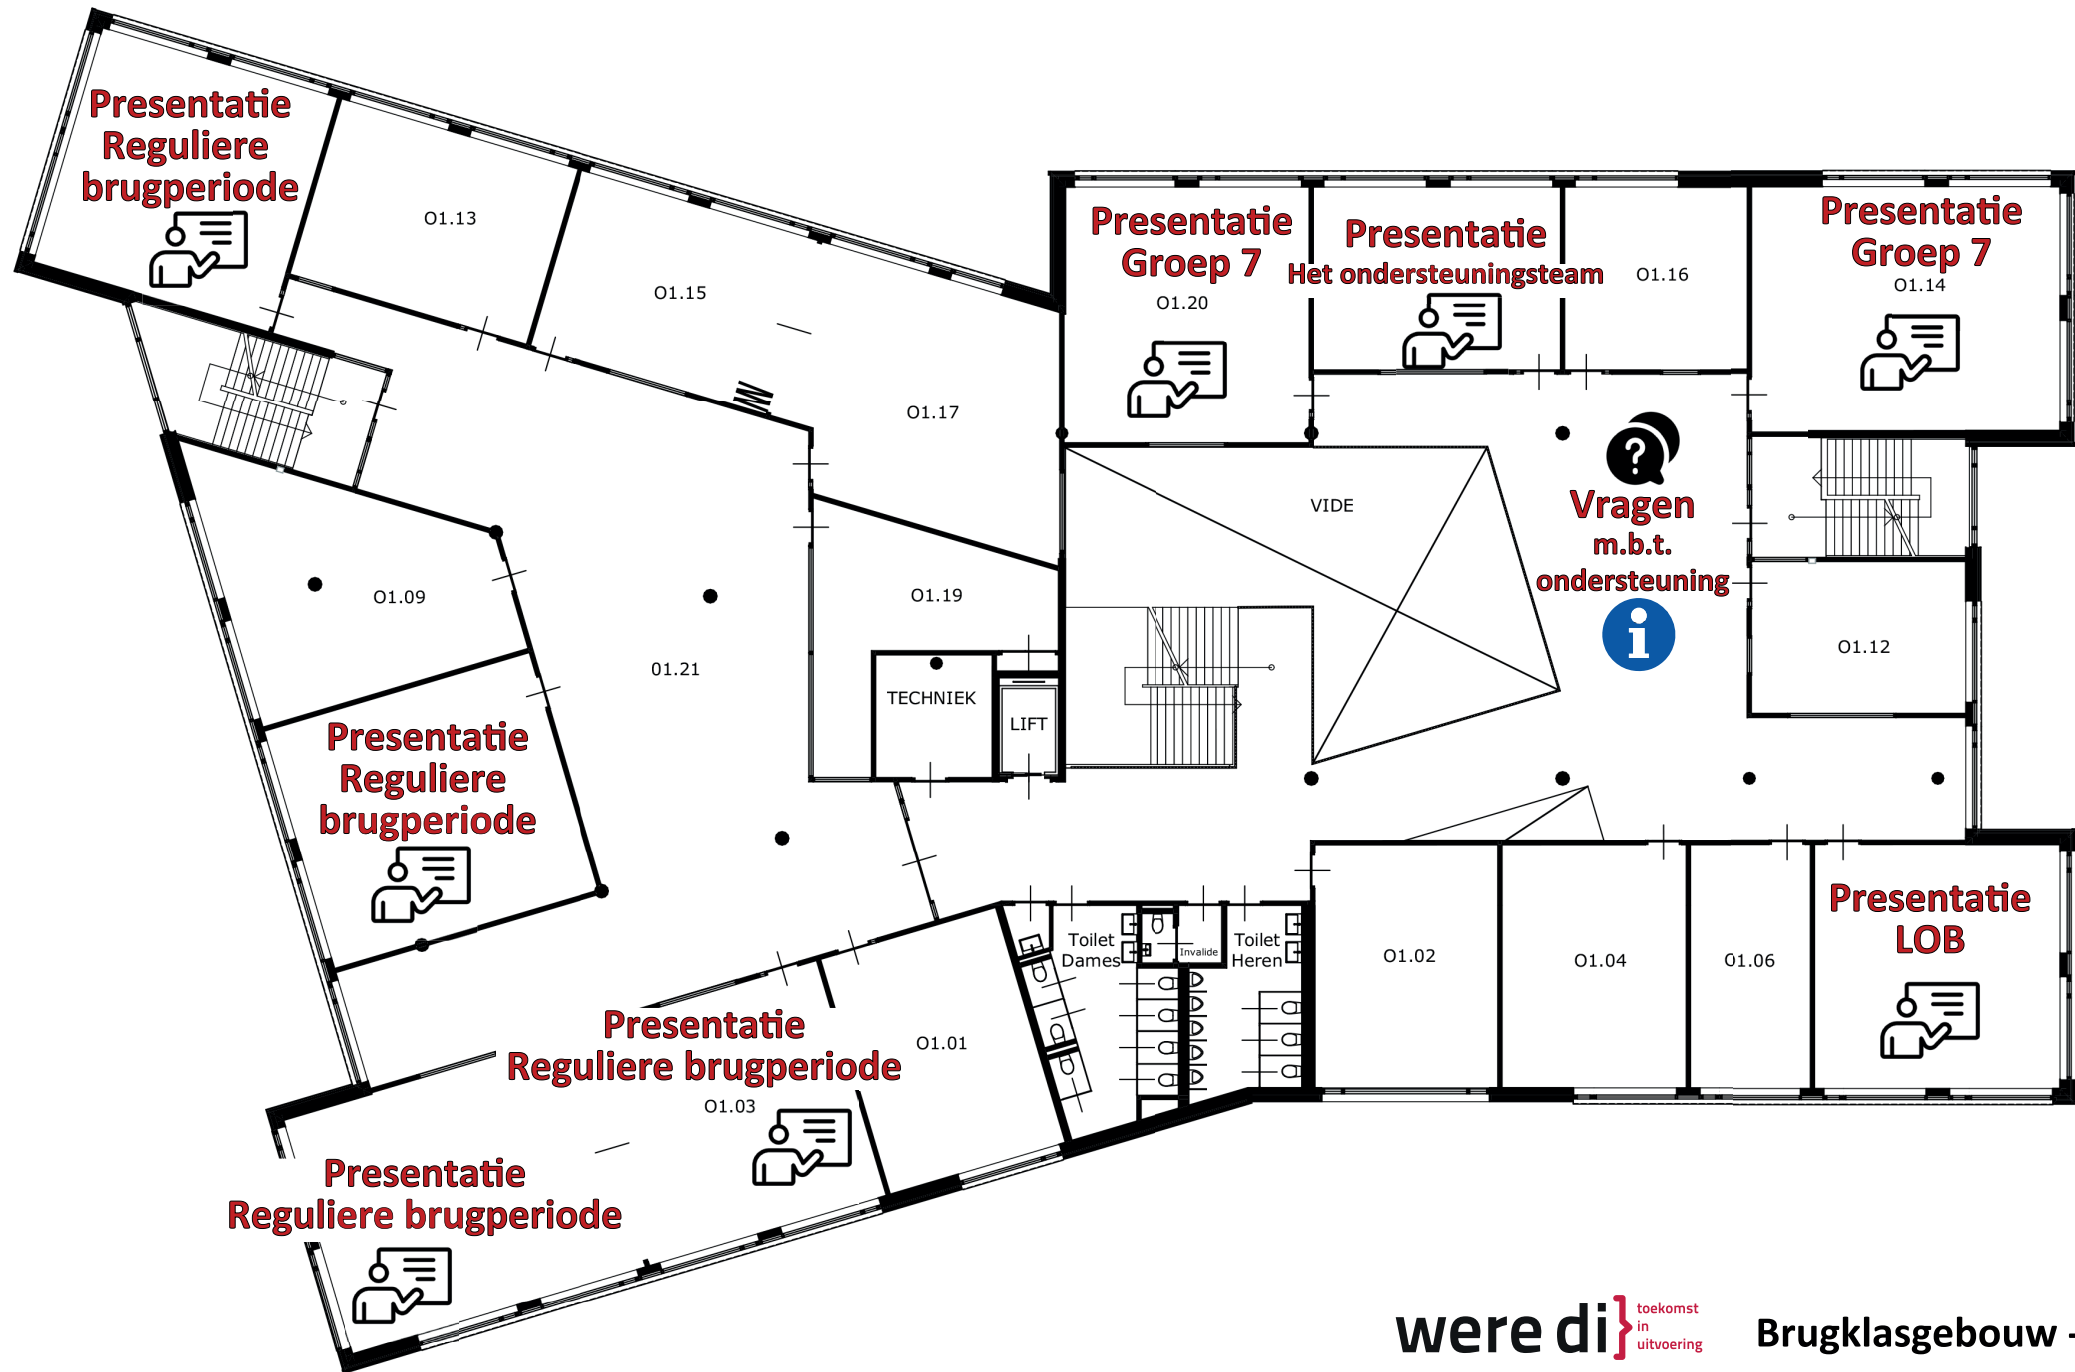 Presentatie
Reguliere
brugperiode
O1.13
O1.15
O1.17
Presentatie
Groep 7
O1.20
Presentatie
Het ondersteuningsteam
O1.16
Presentatie
Groep 7
O1.14
VIDE
Vragen
m.b.t.
ondersteuning
O1.09
O1.19
01.21
TECHNIEK
LIFT
O1.12
Presentatie
Reguliere
brugperiode
Presentatie
LOB
Toilet
Dames
Invalide
Toilet
Heren
O1.02
O1.04
O1.06
Presentatie
Reguliere brugperiode
O1.01
O1.03
Presentatie
Reguliere brugperiode
were di}
toekomst
in
uitvoering
Brugklasgebouw -